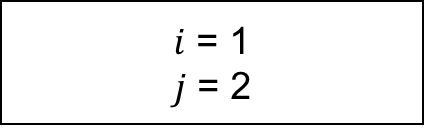 i = 1
j = 2